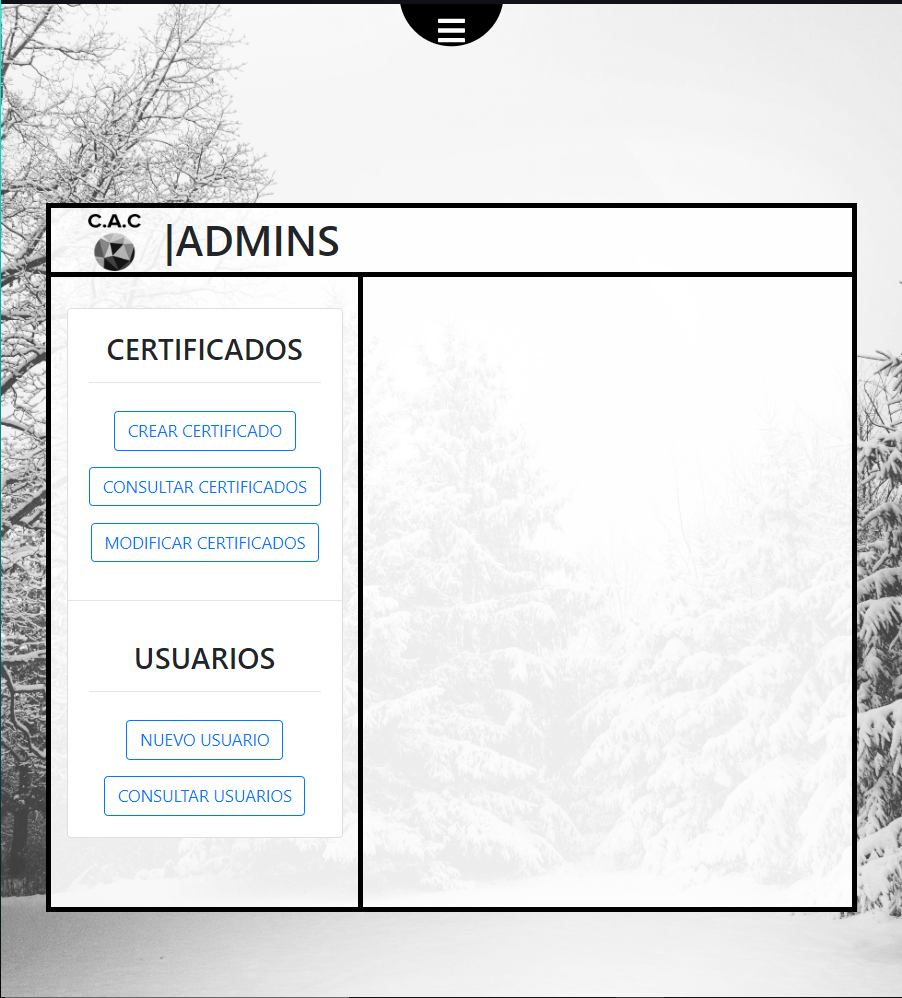 C.A.C
|ADMINS
CERTIFICADOS
CREAR CERTIFICADO
CONSULTAR CERTIFICADOS
MODIFICAR CERTIFICADOS
USUARIOS
NUEVO USUARIO
CONSULTAR USUARIOS